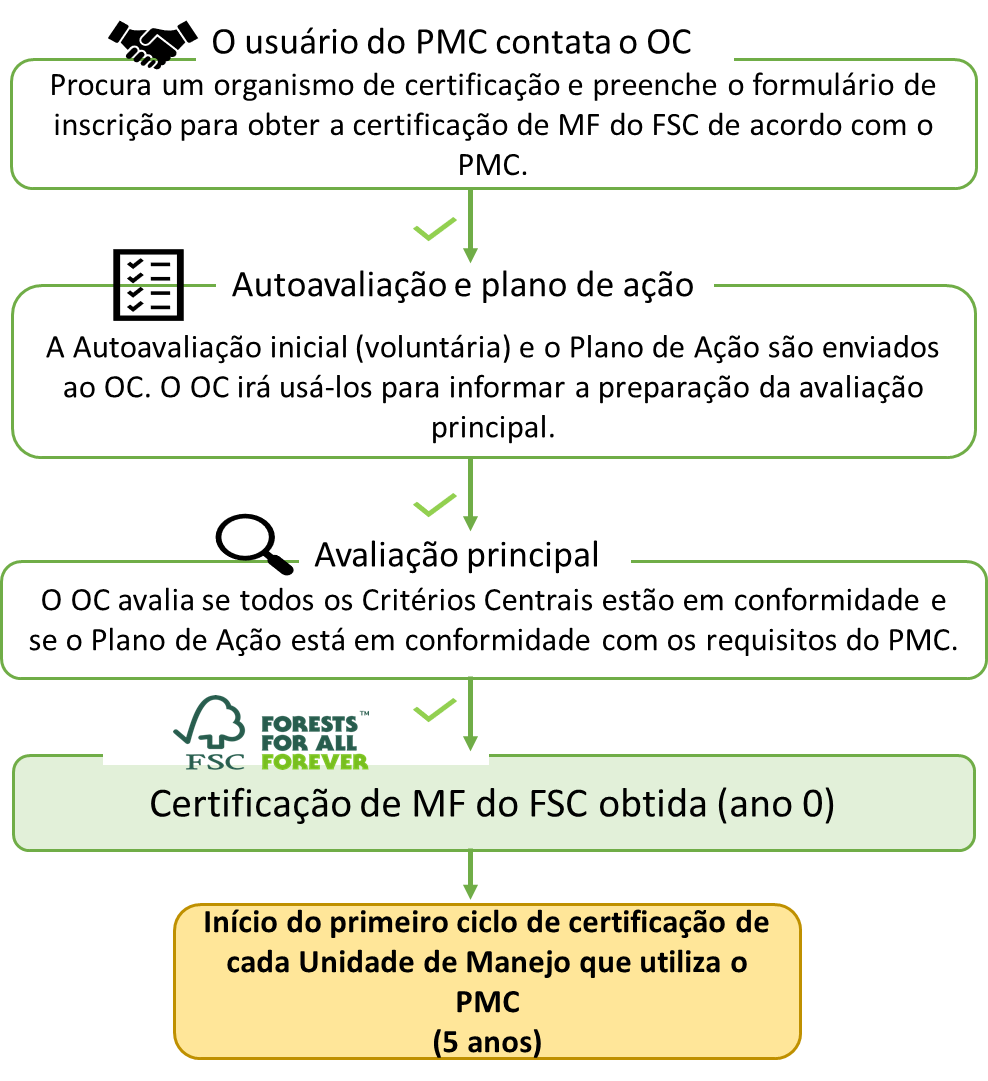 O usuário do PMC contata o OC
Procura um organismo de certificação e preenche o formulário de
inscrição para obter a certificação de MF do FSC de acordo com o
PMC.
Autoavaliação e plano de ação
A Autoavaliação inicial (voluntária) e o Plano de Ação são enviados
ao OC. O OC irá usá-los para informar a preparação da avaliação
principal.
Avaliação principal
O OC avalia se todos os Critérios Centrais estão em conformidade e
se o Plano de Ação está em conformidade com os requisitos do PMC.
FSC
FORESTS™
FOR ALL
FOREVER
Certificação de MF do FSC obtida (ano 0)
Início do primeiro ciclo de certificação de
cada Unidade de Manejo que utiliza o
PMC
(5 anos)